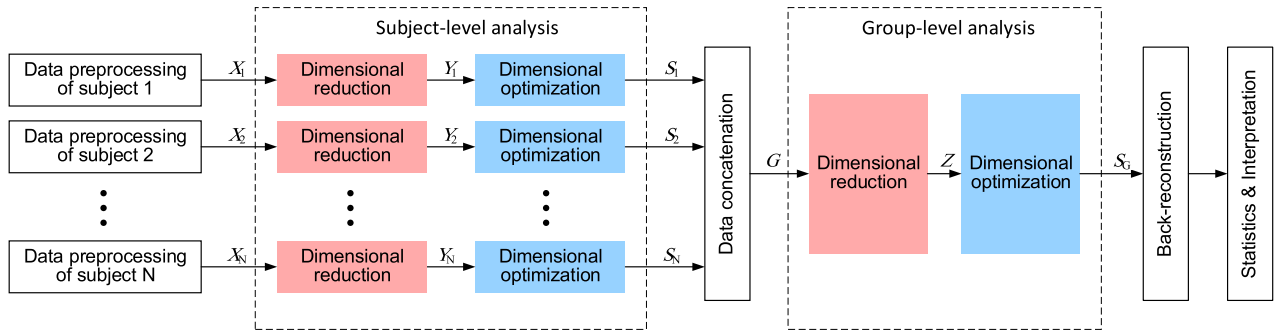 Subject-level analysis
Group-level analysis
Data preprocessing
of subject 1
X1
Dimensional
reduction
Y1
Dimensional
optimization
S1
Data preprocessing
of subject 2
X2
Dimensional
reduction
Y2
Dimensional
optimization
S2
Data preprocessing
of subject N
XN
Dimensional
reduction
YN
Dimensional
optimization
SN
Data concatenation
G
Dimensional
reduction
Z
Dimensional
optimization
SG
Back-reconstruction
Statistics & Interpretation